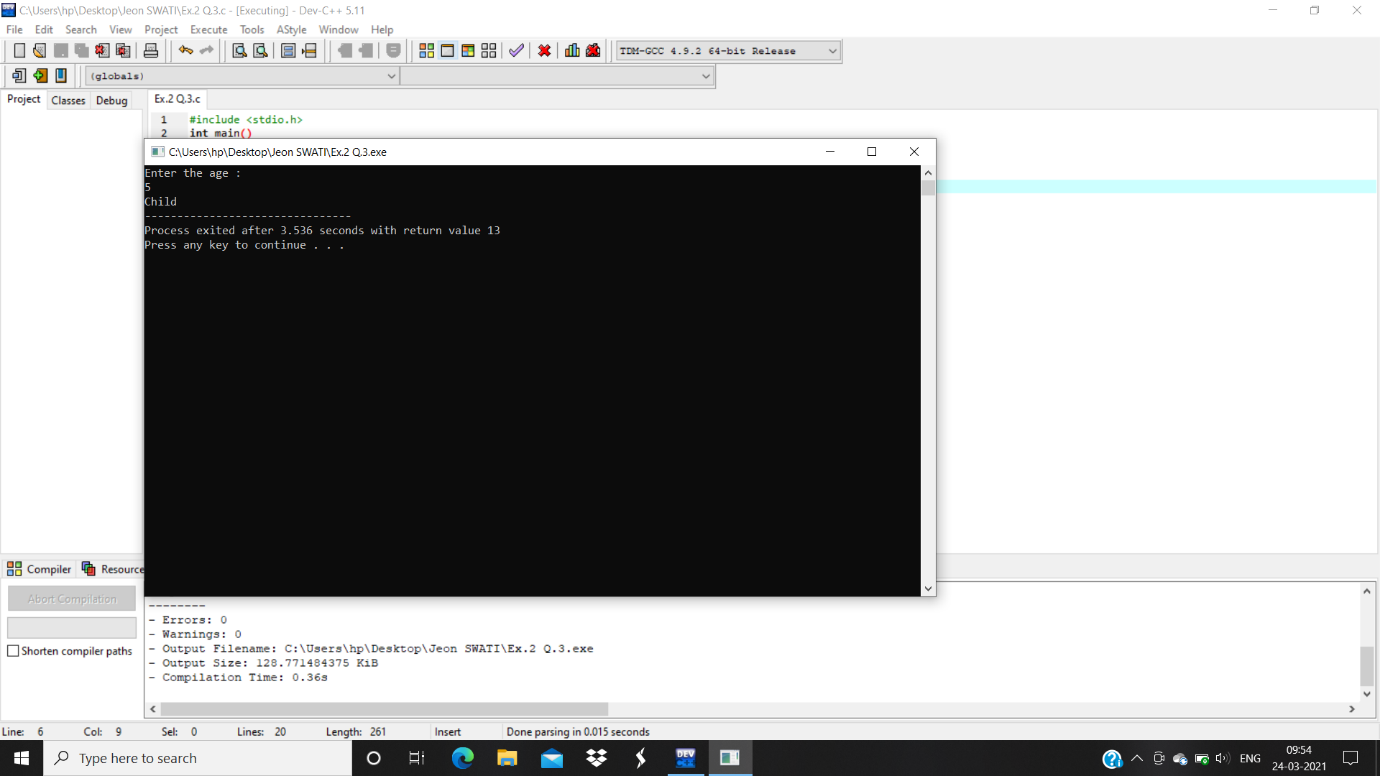 C:\Users\hp\Desktop\Jeon SWATI\Ex.2 Q.3.c - [Executing] - Dev-C++ 5.11
File Edit Search View Project Execute Tools AStyle Window Help
TDM-GCC 4.9.2 64-bit Release
(globals)
Project Classes Debug Ex.2 Q.3.c
1 #include <stdio.h>
2 int main()
C:\Users\hp\Desktop\Jeon SWATI\Ex.2 Q.3.exe
Enter the age :
5
Child
--------------------------------
Process exited after 3.536 seconds with return value 13
Press any key to continue . . .
Compiler Resource
Abort Compilation
Shorten compiler paths
--------
- Errors: 0
- Warnings: 0
- Output Filename: C:\Users\hp\Desktop\Jeon SWATI\Ex.2 Q.3.exe
- Output Size: 128.771484375 KiB
- Compilation Time: 0.36s
Line: 6 Col: 9 Sel: 0 Lines: 20 Length: 261 Insert Done parsing in 0.015 seconds
Type here to search
DEV
ENG
09:54
24-03-2021